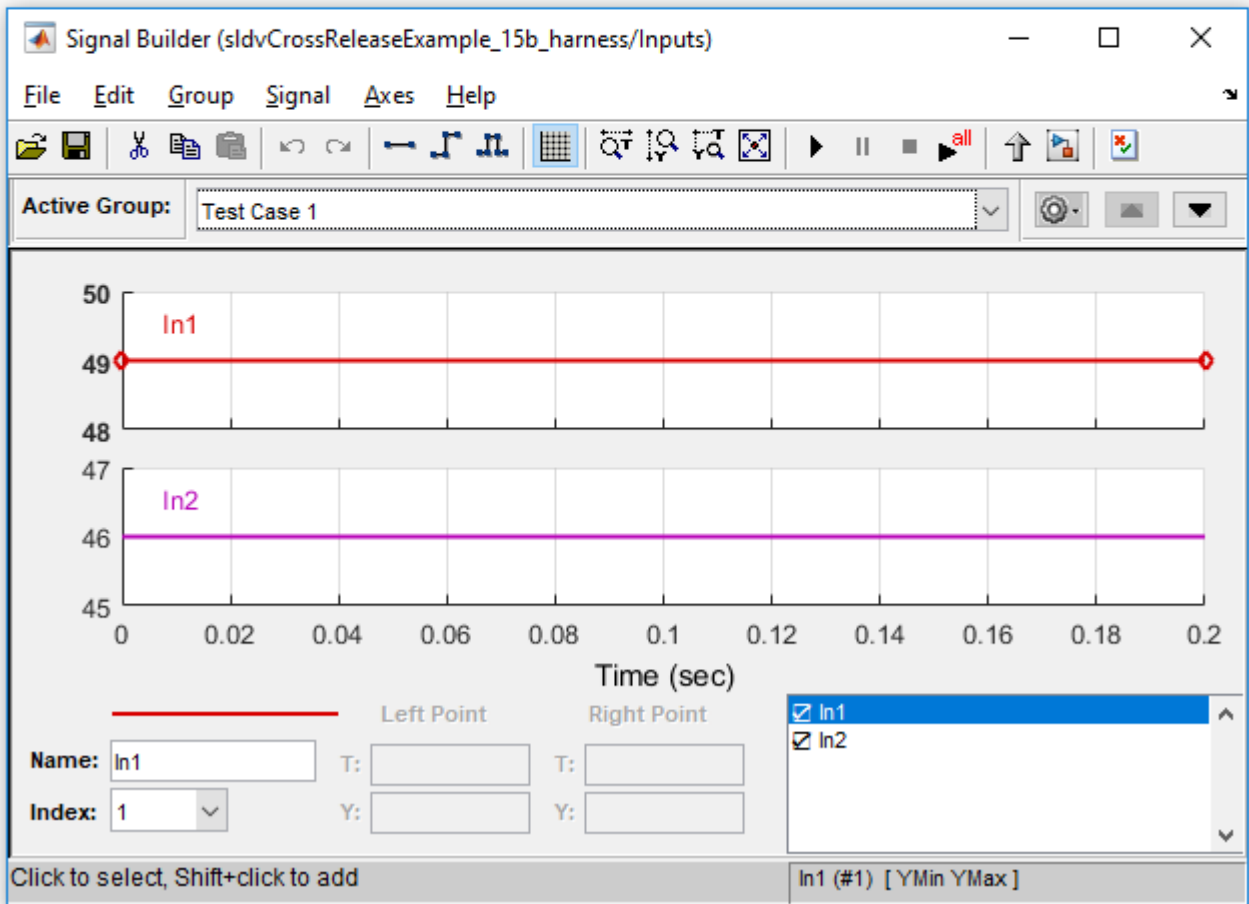 Signal Builder (sldvCrossReleaseExample_15b_harness/Inputs)
File Edit Group Signal Axes Help
all
Active Group: Test Case 1
50
In1
49
48
47
In2
46
45
0 0.02 0.04 0.06 0.08 0.1 0.12 0.14 0.16 0.18 0.2
Time (sec)
Left Point Right Point
Name: In1 T: T:
Index: 1 Y: Y:
In1
In2
Click to select, Shift+click to add In1 (#1) [ YMin YMax ]